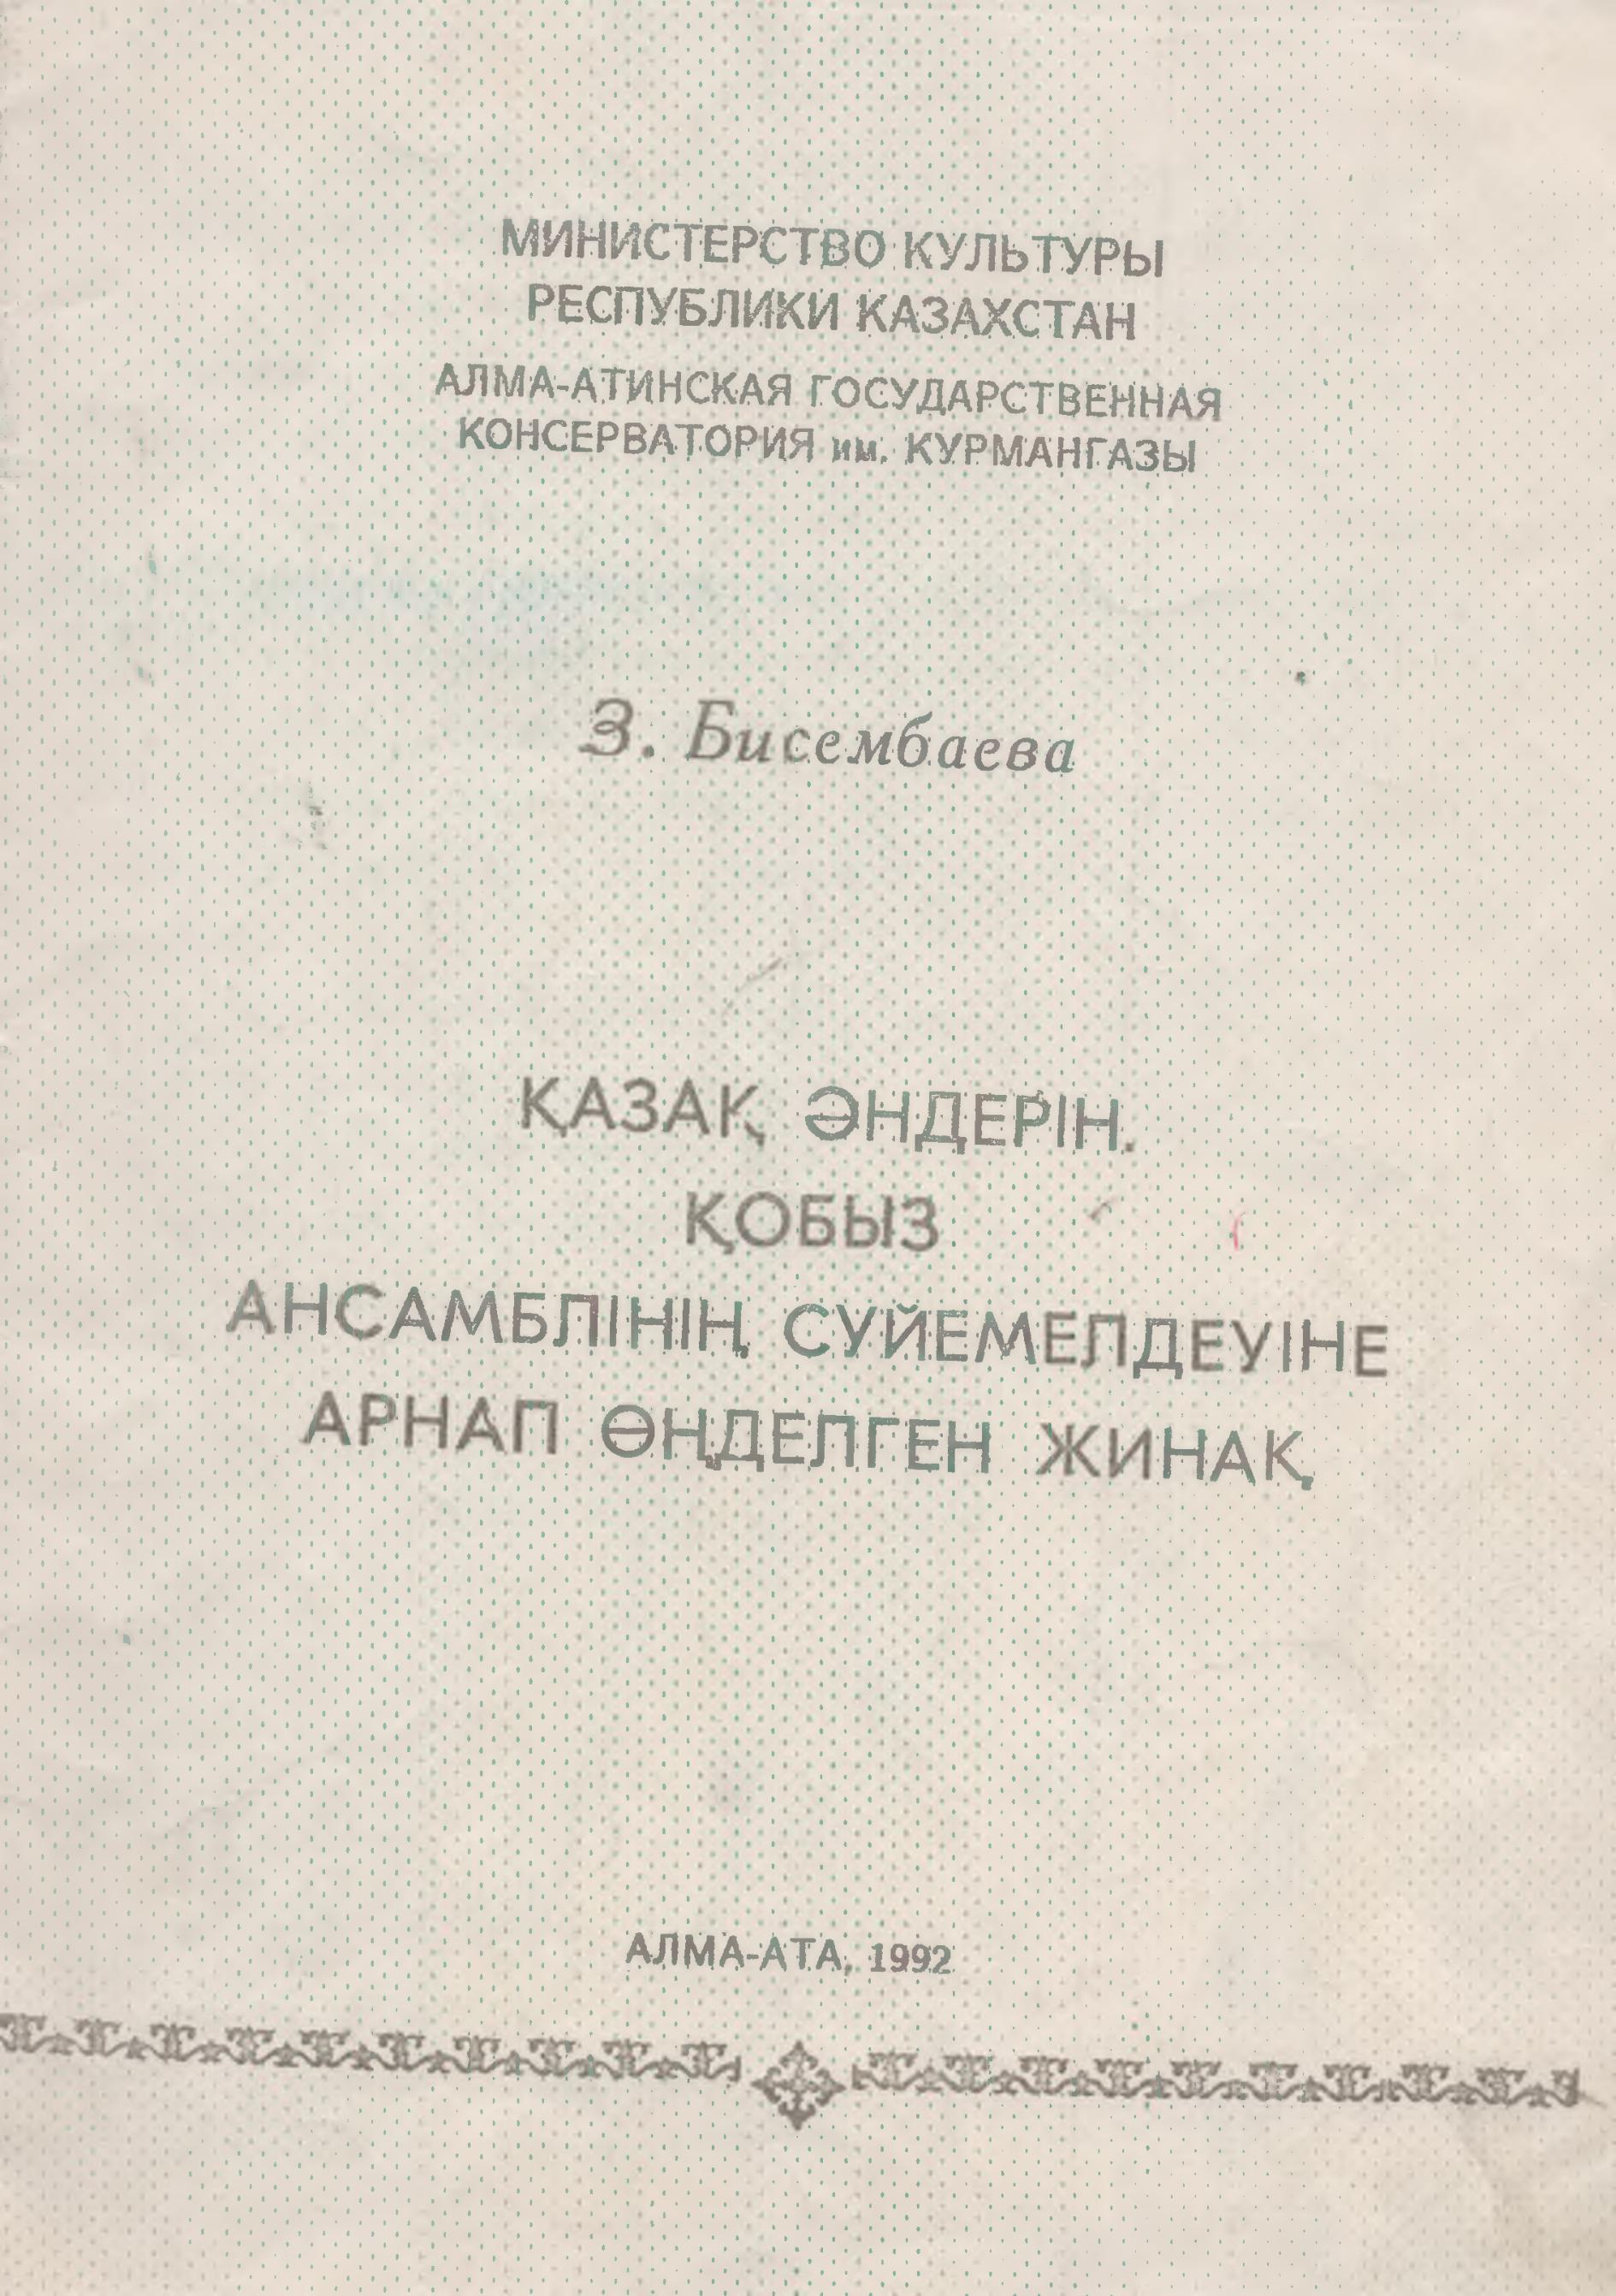 МИНИСТЕРСТВО КУЛЬТУРЫ
РЕСПУБЛИКИ КАЗАХСТАН
АЛМА-АТИНСКАЯ ГОСУДАРСТВЕННАЯ
КОНСЕРВАТОРИЯ им. КУРМАНГАЗЫ
З. Бисембаева
ҚАЗАҚ ӘНДЕРІН
ҚОБЫЗ
АНСАМБЛІНІҢ СУЙЕМЕЛДЕУІНЕ
АРНАП ӨҢДЕЛГЕН ЖИНАҚ
АЛМА-АТА, 1992